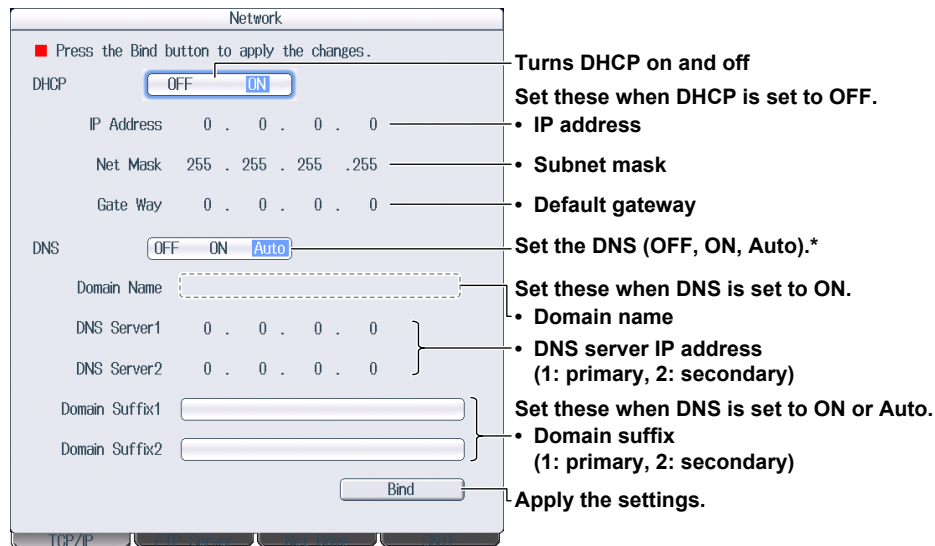 Network
Press the Bind button to apply the changes.
DHCP OFF ON
Turns DHCP on and off
Set these when DHCP is set to OFF.
IP Address 0 . 0 . 0 . 0
• IP address
Net Mask 255 . 255 . 255 .255
• Subnet mask
Gate Way 0 . 0 . 0 . 0
• Default gateway
DNS OFF ON Auto
Set the DNS (OFF, ON, Auto).*
Domain Name
Set these when DNS is set to ON.
• Domain name
DNS Server1 0 . 0 . 0 . 0
DNS Server2 0 . 0 . 0 . 0
• DNS server IP address
(1: primary, 2: secondary)
Domain Suffix1
Domain Suffix2
Set these when DNS is set to ON or Auto.
• Domain suffix
(1: primary, 2: secondary)
Bind
Apply the settings.
TCP/IP FTP Server Net Drive SNTP